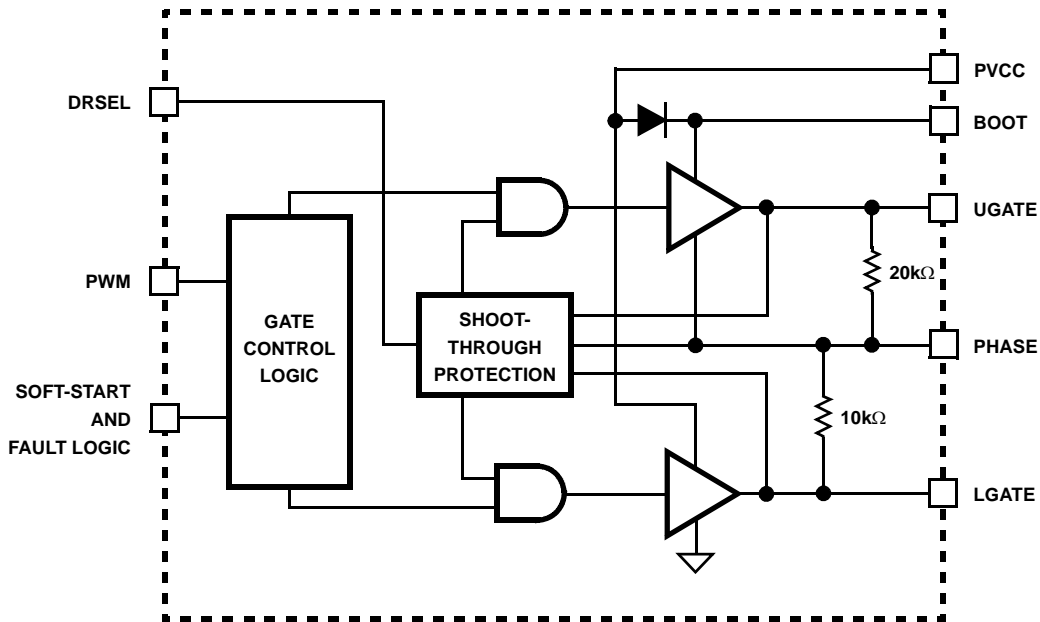 PVCC
DRSEL
BOOT
UGATE
PWM
20kΩ
GATE
CONTROL
LOGIC
SHOOT-
THROUGH
PROTECTION
PHASE
SOFT-START
AND
FAULT LOGIC
10kΩ
LGATE